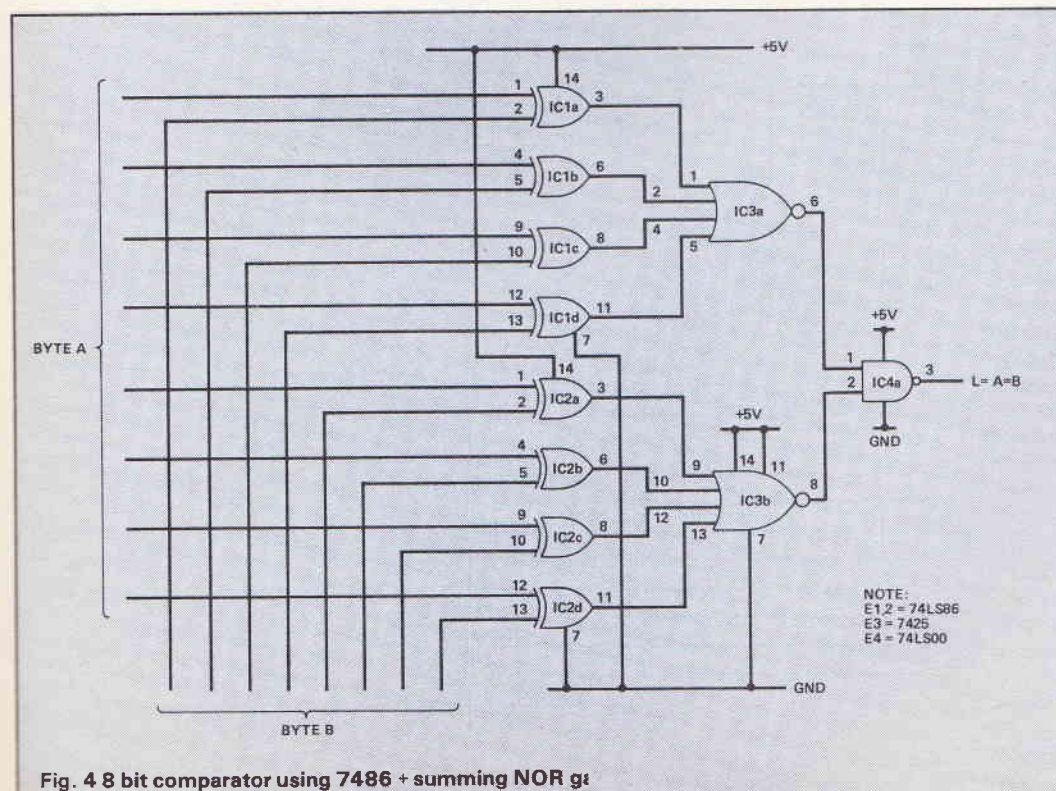 +5V
14
1
2
IC1a
3
4
5
IC1b
6
1
2
4
5
IC3a
6
9
10
IC1c
8
12
13
IC1d
11
7
+5V
BYTE A
14
1
2
IC4a
3
L= A=B
GND
1
2
IC2a
3
+5V
14
11
4
5
IC2b
6
9
10
12
13
IC3b
8
7
9
10
IC2c
8
12
13
IC2d
11
7
NOTE:
E1,2 = 74LS86
E3 = 7425
E4 = 74LS00
GND
BYTE B
Fig. 4 8 bit comparator using 7486 + summing NOR